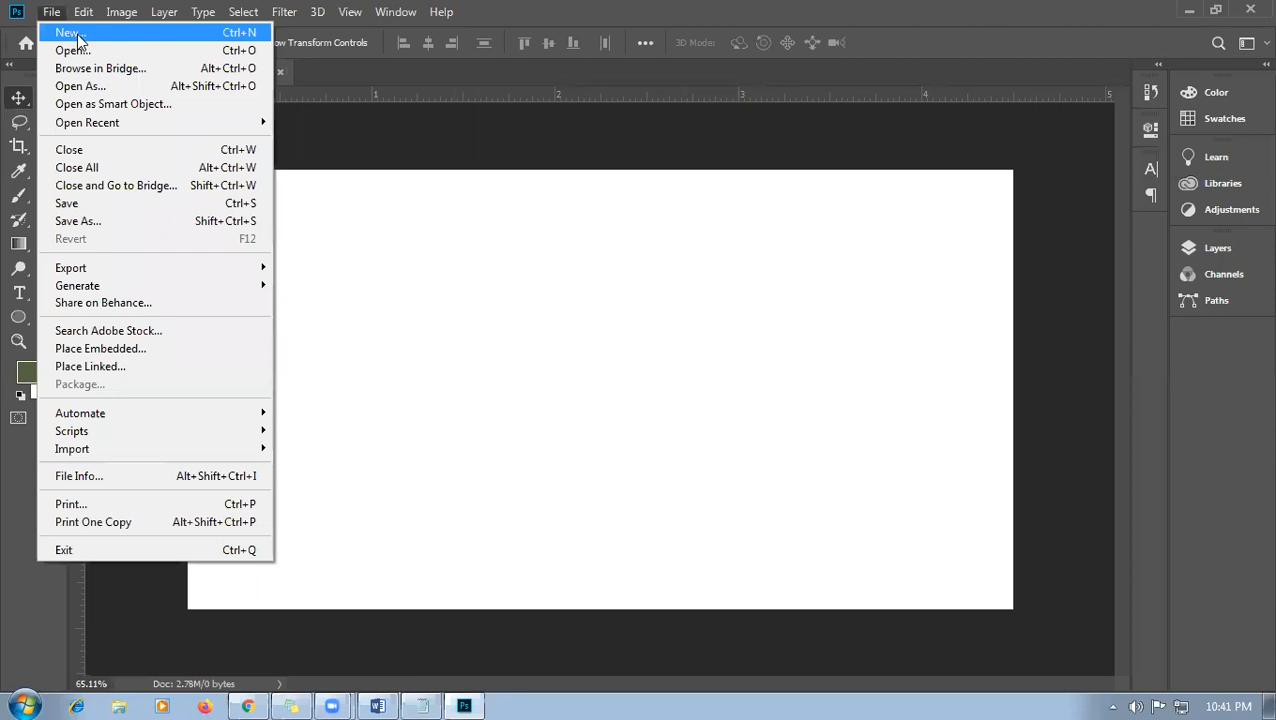 Ps File Edit Image Layer Type Select Filter 3D View Window Help
New... Ctrl+N
Open... Ctrl+O
Browse in Bridge... Alt+Ctrl+O
Open As... Alt+Shift+Ctrl+O
Open as Smart Object...
Open Recent
Close Ctrl+W
Close All Alt+Ctrl+W
Close and Go to Bridge... Shift+Ctrl+W
Save Ctrl+S
Save As... Shift+Ctrl+S
Revert F12
Export
Generate
Share on Behance...
Search Adobe Stock...
Place Embedded...
Place Linked...
Package...
Automate
Scripts
Import
File Info... Alt+Shift+Ctrl+I
Print... Ctrl+P
Print One Copy Alt+Shift+Ctrl+P
Exit Ctrl+Q
Transform Controls
3D Mode:
1 2 3 4 5
Color
Swatches
Learn
Libraries
Adjustments
Layers
Channels
Paths
65.11% Doc: 2.78M/0 bytes
10:41 PM